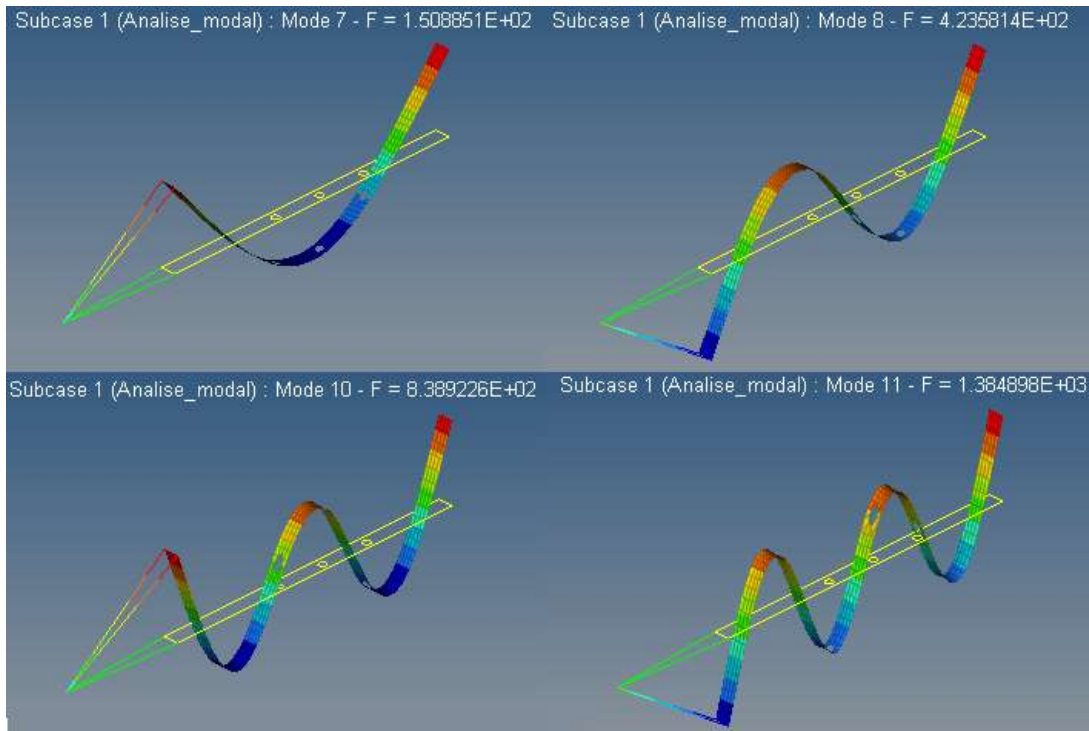 Subcase 1 (Analise_modal) : Mode 7 - F = 1.508851E+02
Subcase 1 (Analise_modal) : Mode 8 - F = 4.235814E+02
Subcase 1 (Analise_modal) : Mode 10 - F = 8.389226E+02
Subcase 1 (Analise_modal) : Mode 11 - F = 1.384898E+03